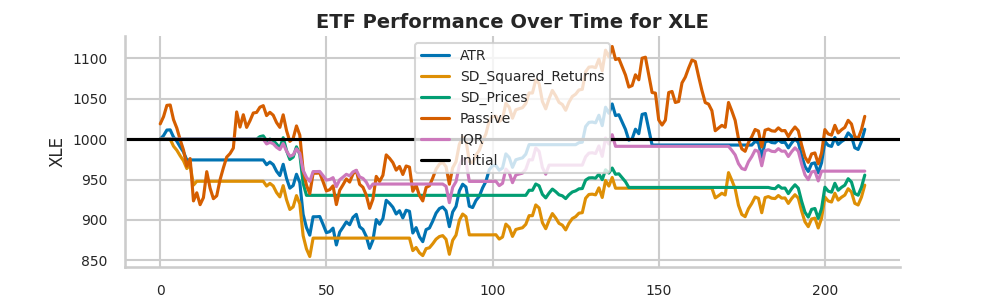 ETF Performance Over Time for XLE
XLE
1100
1050
1000
950
900
850
ATR
SD_Squared_Returns
SD_Prices
Passive
IQR
Initial
0
50
100
150
200